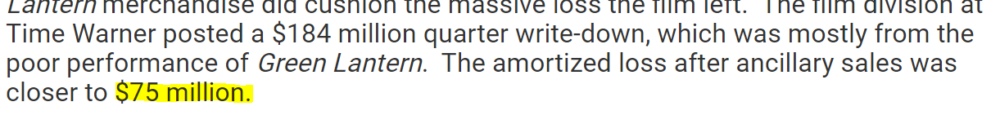 Lantern merchandise did cushion the massive loss the film left. The film division at
Time Warner posted a $184 million quarter write-down, which was mostly from the
poor performance of Green Lantern. The amortized loss after ancillary sales was
closer to $75 million.